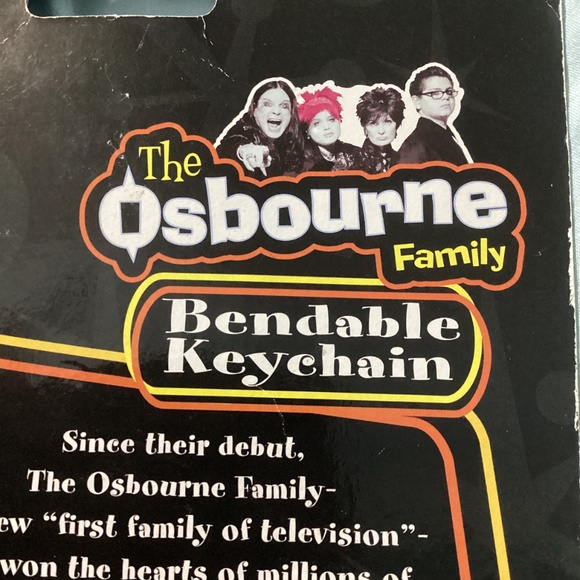 The
Osbourne
Family
Bendable
Keychain
Since their debut,
The Osbourne Family-
"first family of television"-
won the hearts of millions of